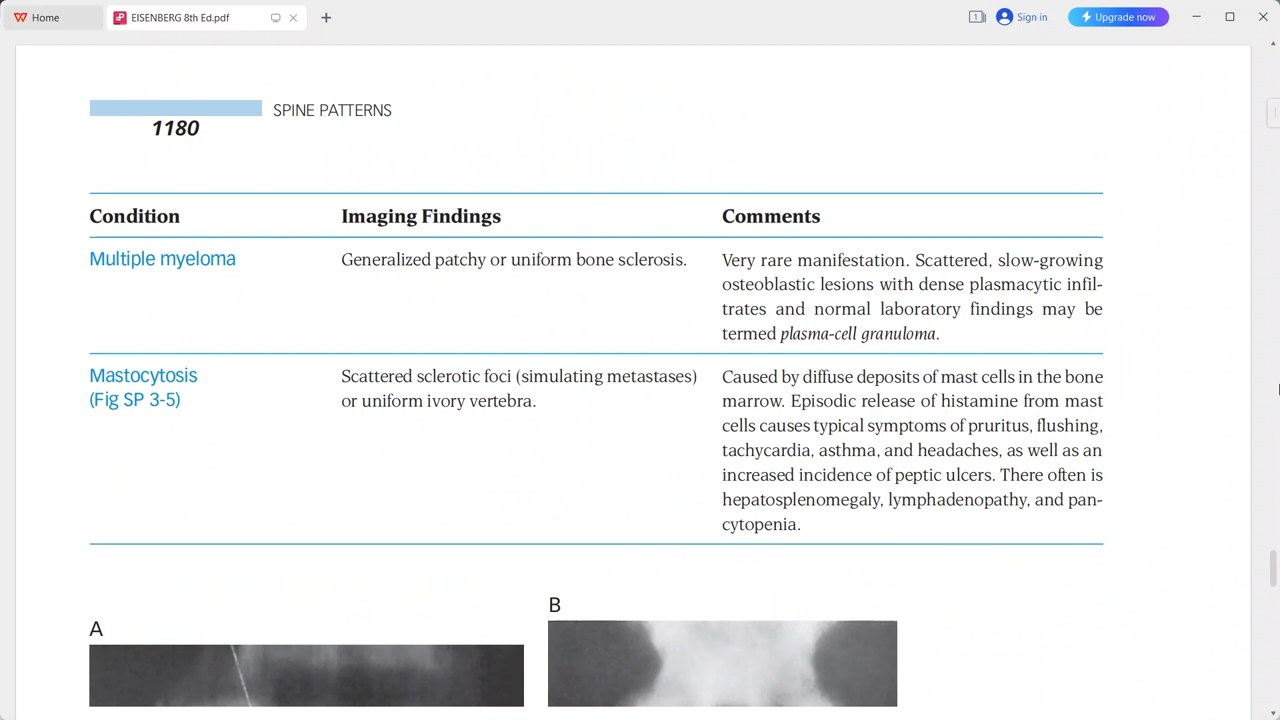 Home
EISENBERG 8th Ed.pdf
1
Sign in
Upgrade now
SPINE PATTERNS
1180
Condition
Imaging Findings
Comments
Multiple myeloma
Generalized patchy or uniform bone sclerosis.
Very rare manifestation. Scattered, slow-growing
osteoblastic lesions with dense plasmacytic infil-
trates and normal laboratory findings may be
termed plasma-cell granuloma.
Mastocytosis
(Fig SP 3-5)
Scattered sclerotic foci (simulating metastases)
or uniform ivory vertebra.
Caused by diffuse deposits of mast cells in the bone
marrow. Episodic release of histamine from mast
cells causes typical symptoms of pruritus, flushing,
tachycardia, asthma, and headaches, as well as an
increased incidence of peptic ulcers. There often is
hepatosplenomegaly, lymphadenopathy, and pan-
cytopenia.
A
B